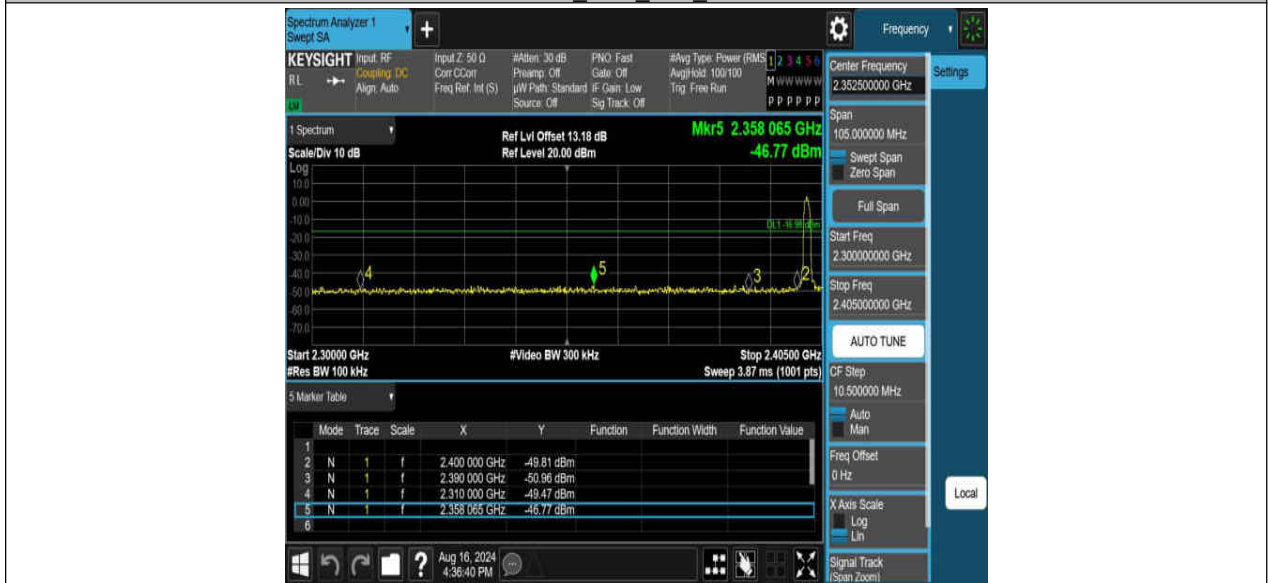 Spectrum Analyzer 1
Swept SA
+
Frequency
KEYSIGHT
RL
Input: RF
Coupling: DC
Align: Auto
Input Z: 50 Ω
Corr CCorr
Freq Ref: Int (S)
#Atten: 30 dB
Preamp: Off
µW Path: Standard
Source: Off
PNO: Fast
Gate: Off
IF Gain: Low
Sig Track: Off
#Avg Type: Power (RMS
Avg|Hold: 100/100
Trig: Free Run
1 2 3 4 5 6
M W W W W W
P P P P P P
Center Frequency
2.352500000 GHz
Settings
Span
105.000000 MHz
Swept Span
Zero Span
Full Span
Start Freq
2.300000000 GHz
Stop Freq
2.405000000 GHz
AUTO TUNE
CF Step
10.500000 MHz
Auto
Man
Freq Offset
0 Hz
X Axis Scale
Log
Lin
Signal Track
(Span Zoom)
Local
1 Spectrum
Scale/Div 10 dB
Ref Lvl Offset 13.18 dB
Ref Level 20.00 dBm
Mkr5 2.358 065 GHz
-46.77 dBm
Log
10.0
0.00
-10.0
-20.0
-30.0
-40.0
-50.0
-60.0
-70.0
DL1 -16.98 dBm
4
5
3
2
Start 2.30000 GHz
#Res BW 100 kHz
#Video BW 300 kHz
Stop 2.40500 GHz
Sweep 3.87 ms (1001 pts)
5 Marker Table
Mode Trace Scale X Y Function Function Width Function Value
1
2 N 1 f 2.400 000 GHz -49.81 dBm
3 N 1 f 2.390 000 GHz -50.96 dBm
4 N 1 f 2.310 000 GHz -49.47 dBm
5 N 1 f 2.358 065 GHz -46.77 dBm
6
?
Aug 16, 2024
4:36:40 PM